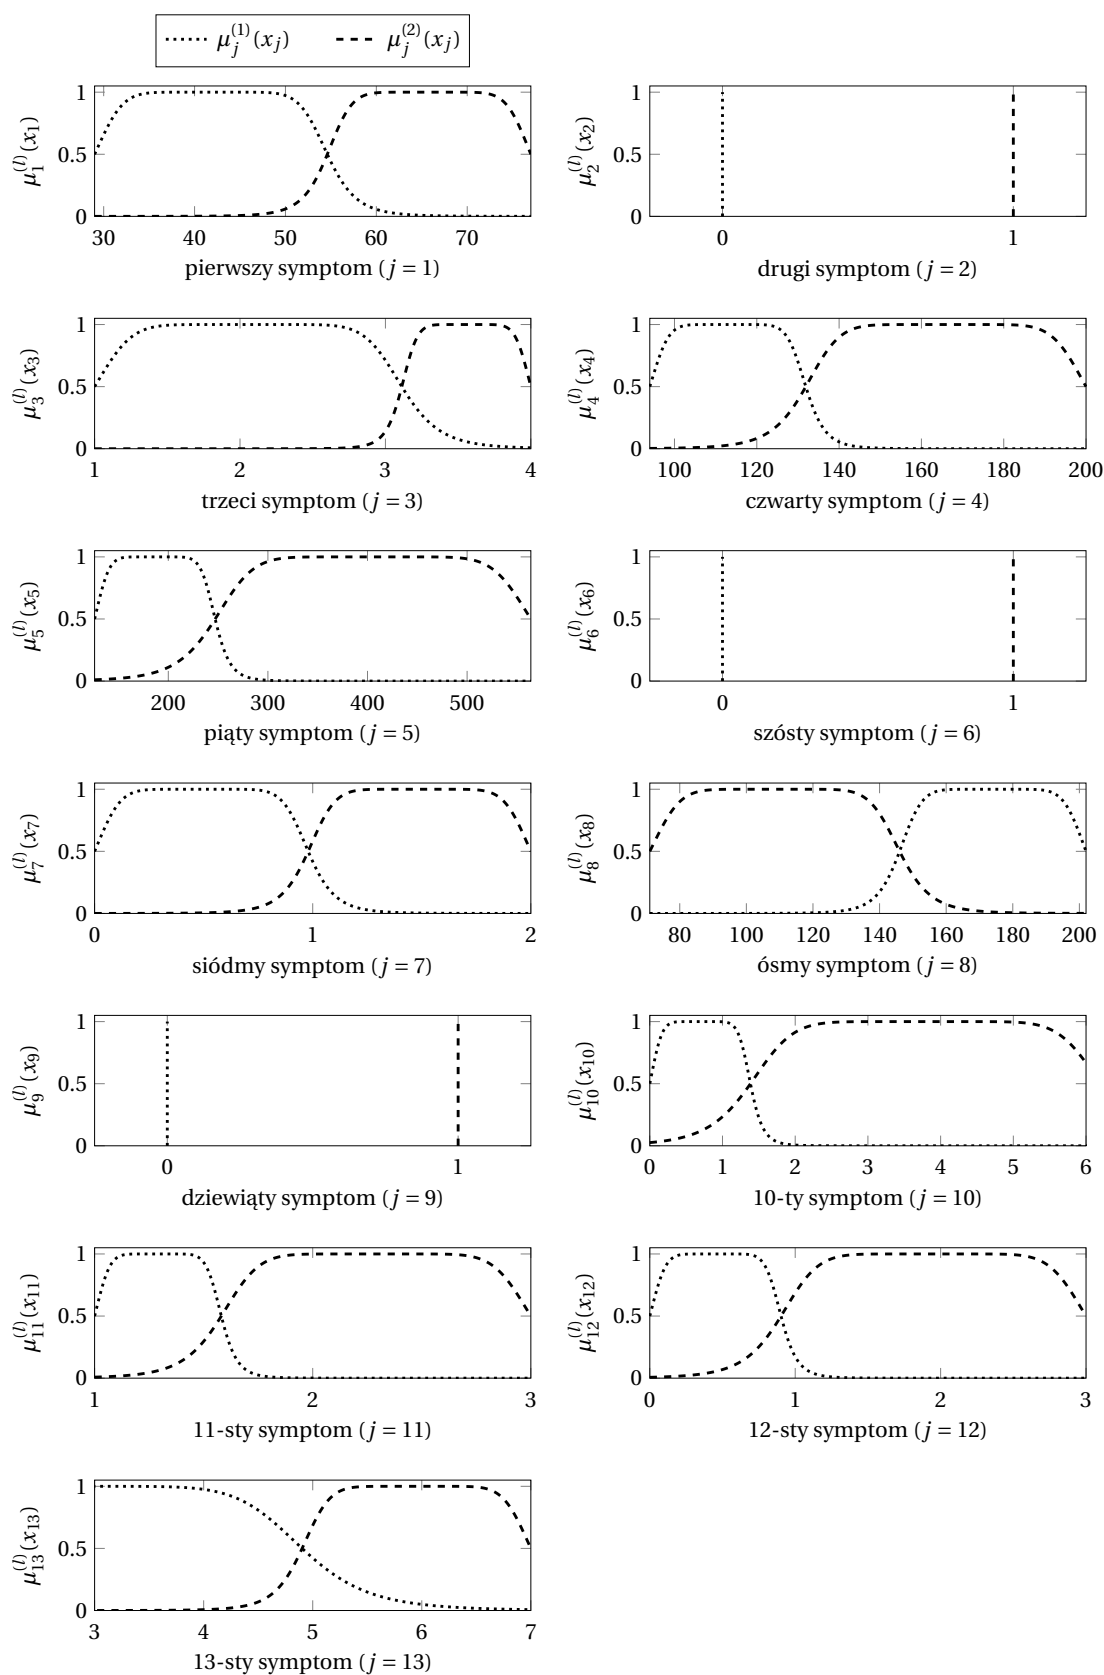 μ_j^(1)(x_j) μ_j^(2)(x_j)
μ_1^(l)(x_1)
0
0.5
1
30 40 50 60 70
pierwszy symptom (j = 1)
μ_2^(l)(x_2)
0
0.5
1
0 1
drugi symptom (j = 2)
μ_3^(l)(x_3)
0
0.5
1
1 2 3 4
trzeci symptom (j = 3)
μ_4^(l)(x_4)
0
0.5
1
100 120 140 160 180 200
czwarty symptom (j = 4)
μ_5^(l)(x_5)
0
0.5
1
200 300 400 500
piąty symptom (j = 5)
μ_6^(l)(x_6)
0
0.5
1
0 1
szósty symptom (j = 6)
μ_7^(l)(x_7)
0
0.5
1
0 1 2
siódmy symptom (j = 7)
μ_8^(l)(x_8)
0
0.5
1
80 100 120 140 160 180 200
ósmy symptom (j = 8)
μ_9^(l)(x_9)
0
0.5
1
0 1
dziewiąty symptom (j = 9)
μ_10^(l)(x_10)
0
0.5
1
0 1 2 3 4 5 6
10-ty symptom (j = 10)
μ_11^(l)(x_11)
0
0.5
1
1 2 3
11-sty symptom (j = 11)
μ_12^(l)(x_12)
0
0.5
1
0 1 2 3
12-sty symptom (j = 12)
μ_13^(l)(x_13)
0
0.5
1
3 4 5 6 7
13-sty symptom (j = 13)